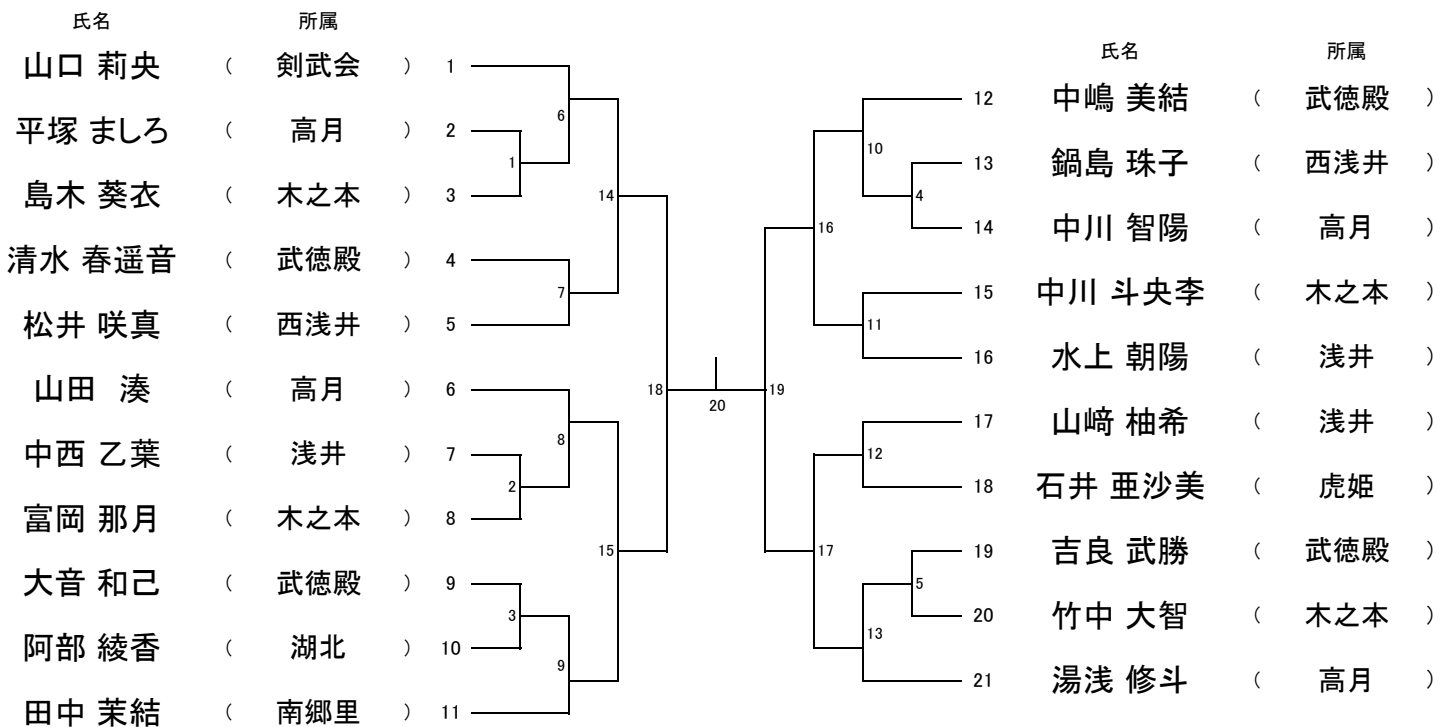 氏名 所属
山口 莉央 ( 剣武会 ) 1
平塚 ましろ ( 高月 ) 2
島木 葵衣 ( 木之本 ) 3
清水 春遥音 ( 武徳殿 ) 4
松井 咲真 ( 西浅井 ) 5
山田 湊 ( 高月 ) 6
中西 乙葉 ( 浅井 ) 7
富岡 那月 ( 木之本 ) 8
大音 和己 ( 武徳殿 ) 9
阿部 綾香 ( 湖北 ) 10
田中 茉結 ( 南郷里 ) 11
6
1
14
7
18
8
2
15
3
9
20
氏名 所属
12 中嶋 美結 ( 武徳殿 )
13 鍋島 珠子 ( 西浅井 )
14 中川 智陽 ( 高月 )
15 中川 斗央李 ( 木之本 )
16 水上 朝陽 ( 浅井 )
17 山﨑 柚希 ( 浅井 )
18 石井 亜沙美 ( 虎姫 )
19 吉良 武勝 ( 武徳殿 )
20 竹中 大智 ( 木之本 )
21 湯浅 修斗 ( 高月 )
10
4
16
11
19
12
17
5
13